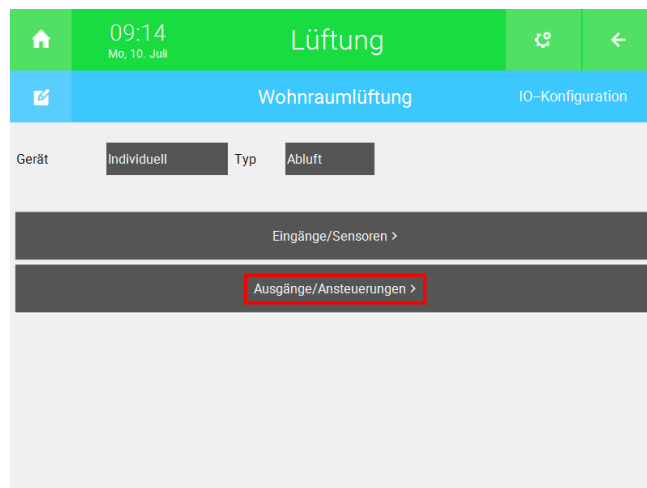 09:14
Mo, 10. Juli
Lüftung
Wohnraumlüftung
IO–Konfiguration
Gerät
Individuell
Typ
Abluft
Eingänge/Sensoren >
Ausgänge/Ansteuerungen >